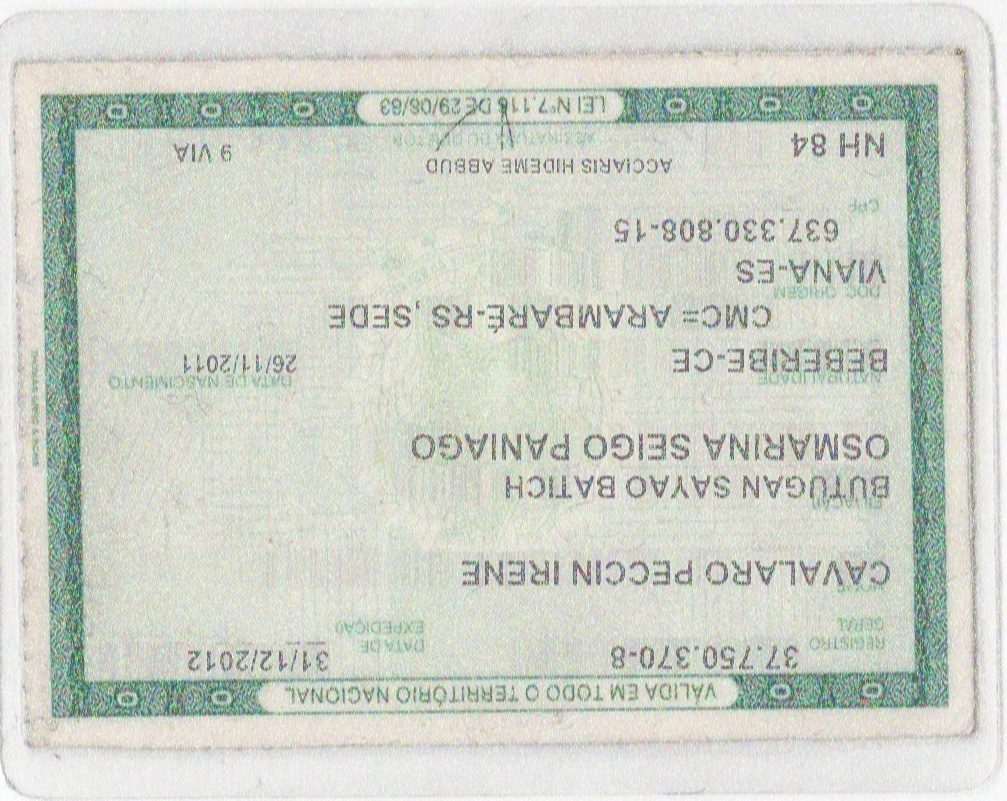 VÁLIDA EM TODO O TERRITÓRIO NACIONAL
REGISTRO GERAL 37.750.370-8 DATA DE EXPEDIÇÃO 31/12/2012
NOME
CAVALARO PECCIN IRENE
FILIAÇÃO
BUTUGAN SAYAO BATICH
OSMARINA SEIGO PANIAGO
NATURALIDADE DATA DE NASCIMENTO
BEBERIBE-CE 26/11/2011
DOC ORIGEM
CMC= ARAMBARÉ-RS ,SEDE
VIANA-ES
637.330.808-15
CPF
ACCIARIS HIDEME ABBUD
NH 84 9 VIA
ASSINATURA DO DIRETOR
LEI Nº7.116 DE 29/08/83